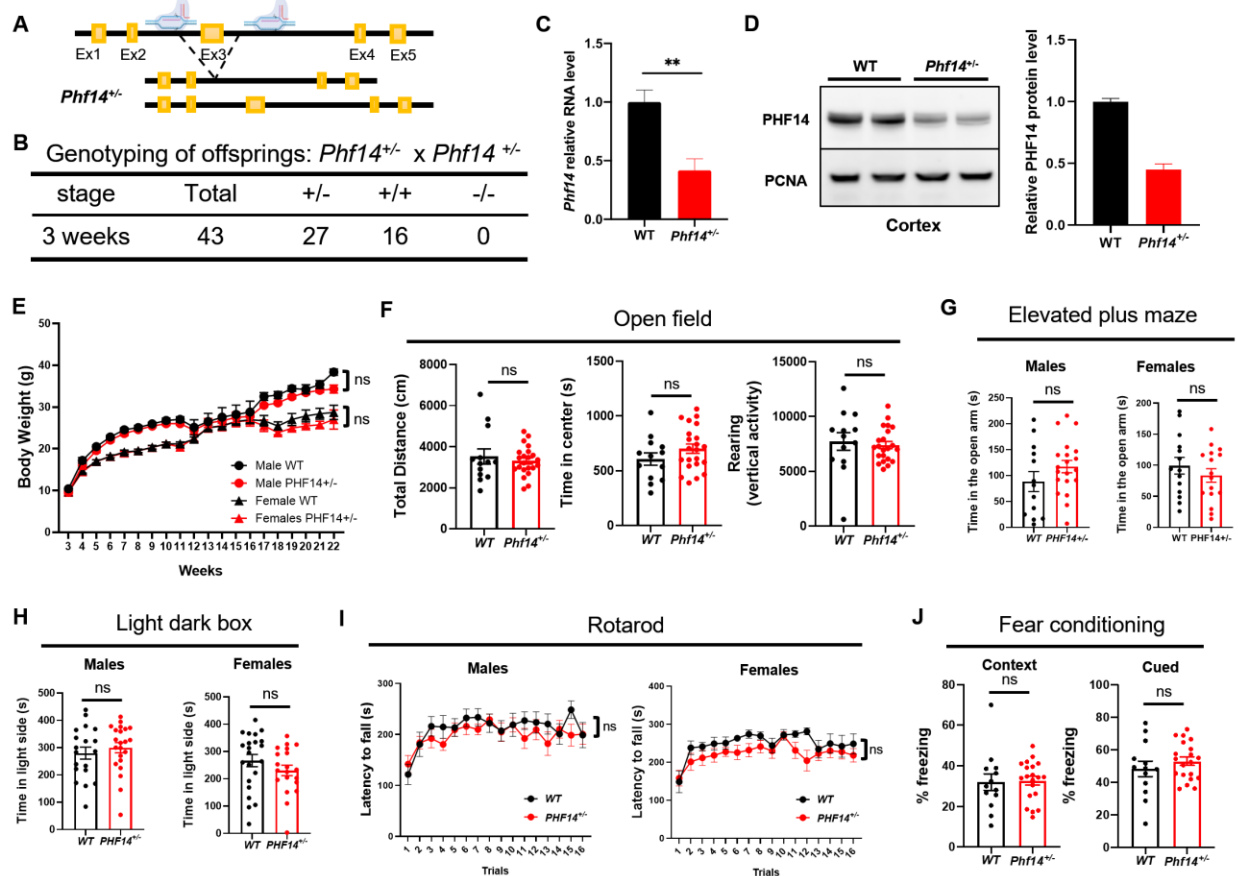 A
Ex1 Ex2 Ex3 Ex4 Ex5
Phf14+/-
B
Genotyping of offsprings: Phf14+/- x Phf14 +/-
stage Total +/- +/+ -/-
3 weeks 43 27 16 0
C
Phf14 relative RNA level
1.5
1.0
0.5
0.0
**
WT Phf14+/-
D
WT Phf14+/-
PHF14
PCNA
Cortex
Relative PHF14 protein level
1.5
1.0
0.5
0.0
WT Phf14+/-
E
Body Weight (g)
50
40
30
20
10
0
ns
ns
Male WT
Male PHF14+/-
Female WT
Females PHF14+/-
3 4 5 6 7 8 9 10 11 12 13 14 15 16 17 18 19 20 21 22
Weeks
F
Open field
Total Distance (cm)
8000
6000
4000
2000
0
ns
WT Phf14+/-
Time in center (s)
1500
1000
500
0
ns
WT Phf14+/-
Rearing
(vertical activity)
15000
10000
5000
0
ns
WT Phf14+/-
G
Elevated plus maze
Males
Time in the open arm (s)
250
200
150
100
50
0
ns
WT PHF14+/-
Females
Time in the open arm (s)
250
200
150
100
50
0
ns
WT PHF14+/-
H
Light dark box
Males
Time in light side (s)
500
400
300
200
100
0
ns
WT PHF14+/-
Females
Time in light side (s)
500
400
300
200
100
0
ns
WT PHF14+/-
I
Rotarod
Males
Latency to fall (s)
300
200
100
0
ns
WT
PHF14+/-
1 2 3 4 5 6 7 8 9 10 11 12 13 14 15 16
Trials
Females
Latency to fall (s)
400
300
200
100
0
ns
WT
PHF14+/-
1 2 3 4 5 6 7 8 9 10 11 12 13 14 15 16
Trials
J
Fear conditioning
Context
% freezing
80
60
40
20
0
ns
WT Phf14+/-
Cued
% freezing
100
80
60
40
20
0
ns
WT Phf14+/-